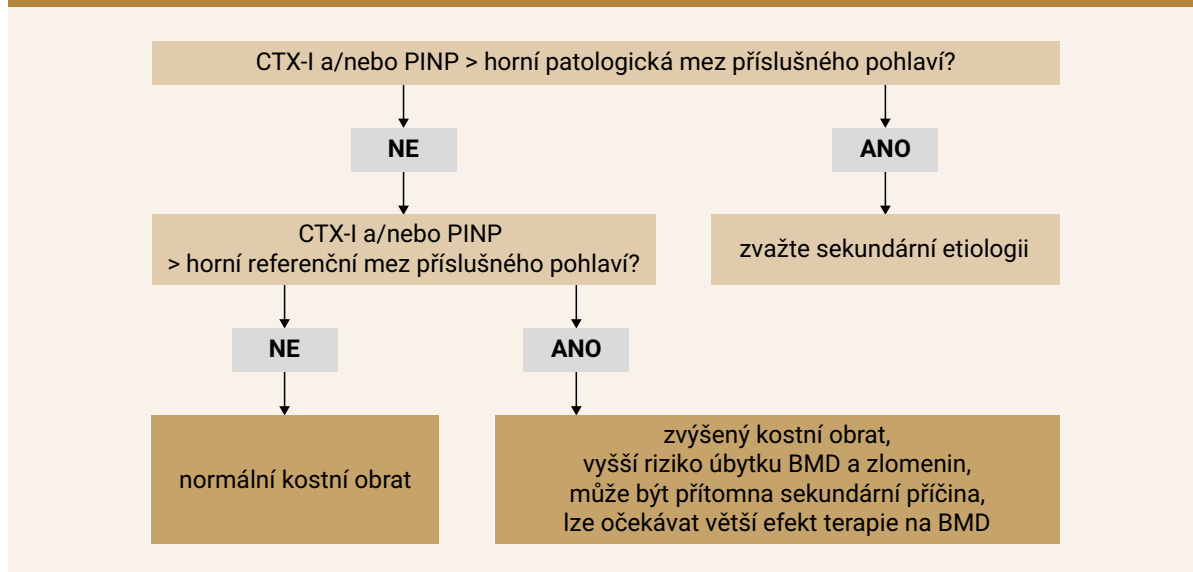 CTX-I a/nebo PINP > horní patologická mez příslušného pohlaví?
NE
ANO
CTX-I a/nebo PINP
> horní referenční mez příslušného pohlaví?
zvažte sekundární etiologii
NE
ANO
normální kostní obrat
zvýšený kostní obrat,
vyšší riziko úbytku BMD a zlomenin,
může být přítomna sekundární příčina,
lze očekávat větší efekt terapie na BMD